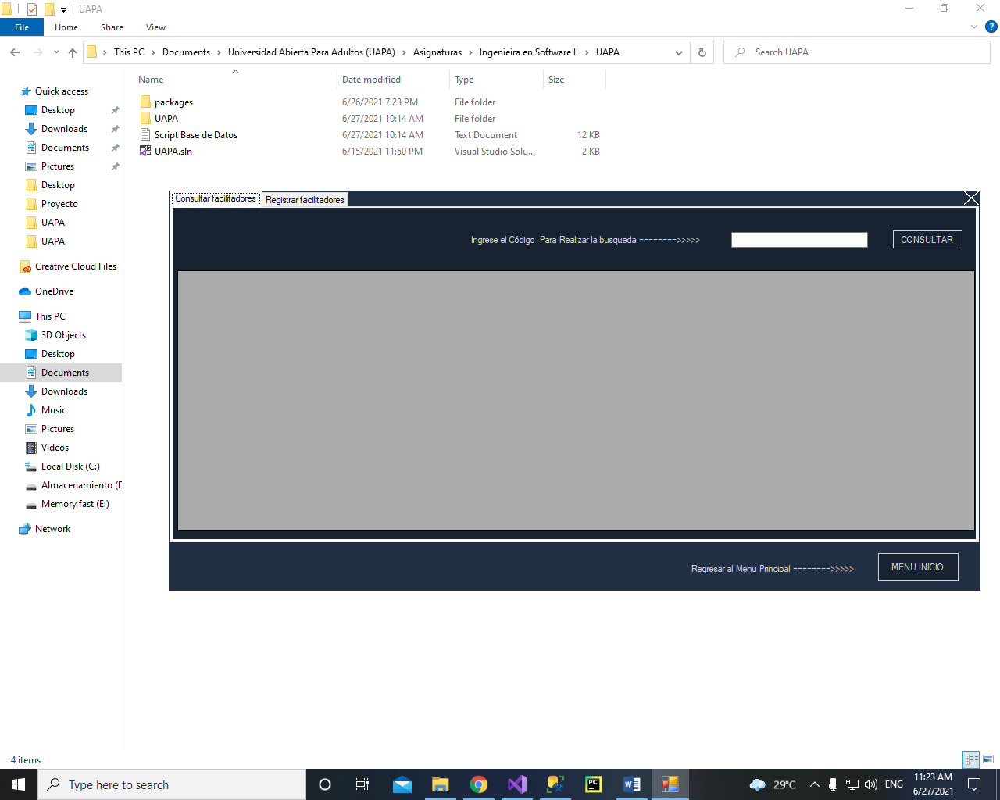 UAPA
File Home Share View
This PC Documents Universidad Abierta Para Adultos (UAPA) Asignaturas Ingenieira en Software II UAPA
Search UAPA
Name Date modified Type Size
packages 6/26/2021 7:23 PM File folder
UAPA 6/27/2021 10:14 AM File folder
Script Base de Datos 6/27/2021 10:14 AM Text Document 12 KB
UAPA.sln 6/15/2021 11:50 PM Visual Studio Solu... 2 KB
Quick access
Desktop
Downloads
Documents
Pictures
Desktop
Proyecto
UAPA
UAPA
Creative Cloud Files
OneDrive
This PC
3D Objects
Desktop
Documents
Downloads
Music
Pictures
Videos
Local Disk (C:)
Almacenamiento (D
Memory fast (E:)
Network
Consultar facilitadores Registrar facilitadores
Ingrese el Código Para Realizar la busqueda ========>>>>> CONSULTAR
Regresar al Menu Principal ========>>>>> MENU INICIO
4 items
Type here to search
PC
29°C
ENG
11:23 AM
6/27/2021